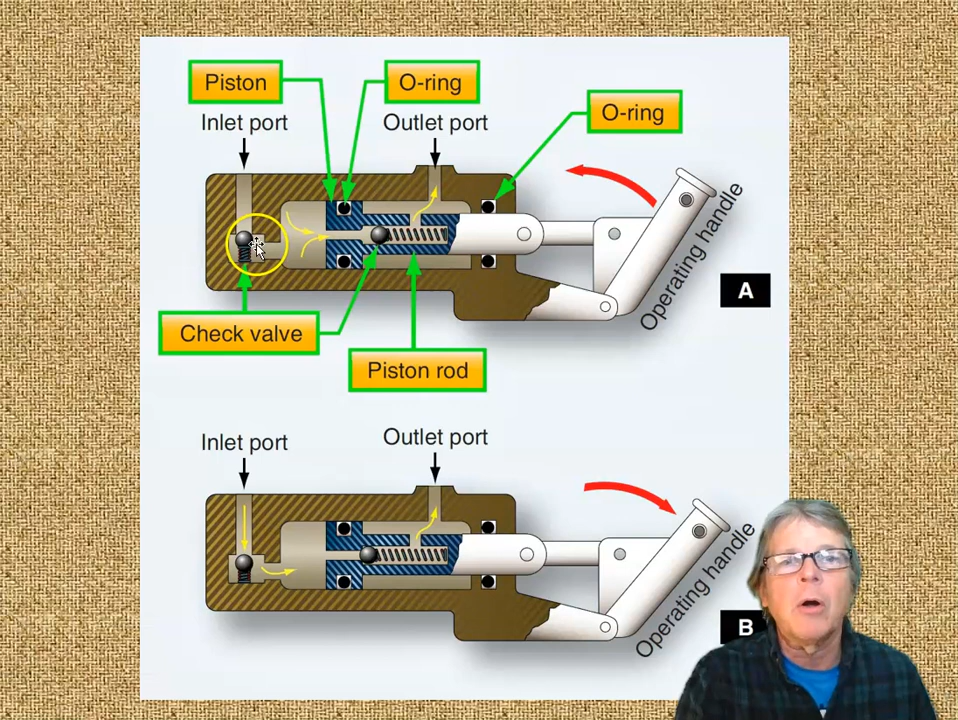 Piston
O-ring
O-ring
Inlet port
Outlet port
Operating handle
A
Check valve
Piston rod
Inlet port
Outlet port
Operating handle
B